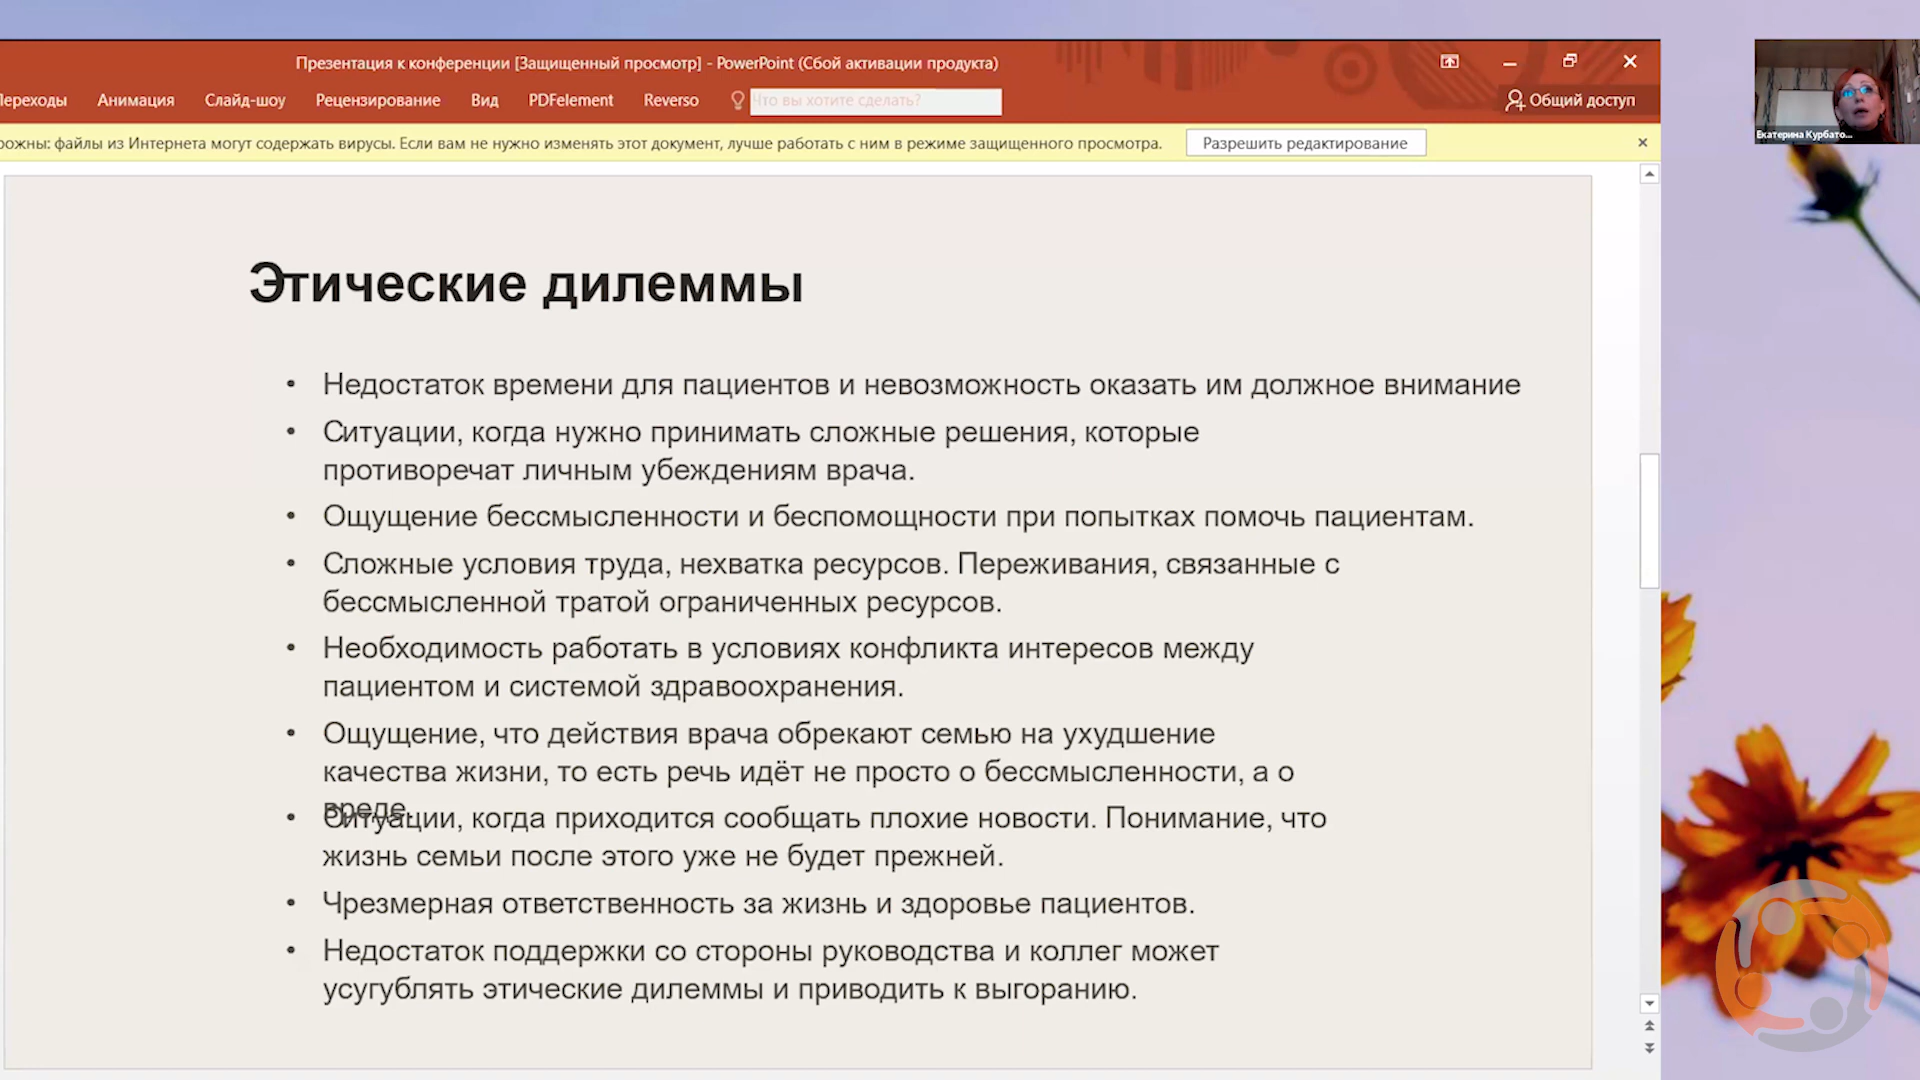 Презентация к конференции [Защищенный просмотр] - PowerPoint (Сбой активации продукта)
Переходы Анимация Слайд-шоу Рецензирование Вид PDFelement Reverso Что вы хотите сделать? Общий доступ
файлы из Интернета могут содержать вирусы. Если вам не нужно изменять этот документ, лучше работать с ним в режиме защищенного просмотра. Разрешить редактирование
Екатерина Курбато...
Этические дилеммы
• Недостаток времени для пациентов и невозможность оказать им должное внимание
• Ситуации, когда нужно принимать сложные решения, которые
противоречат личным убеждениям врача.
• Ощущение бессмысленности и беспомощности при попытках помочь пациентам.
• Сложные условия труда, нехватка ресурсов. Переживания, связанные с
бессмысленной тратой ограниченных ресурсов.
• Необходимость работать в условиях конфликта интересов между
пациентом и системой здравоохранения.
• Ощущение, что действия врача обрекают семью на ухудшение
качества жизни, то есть речь идёт не просто о бессмысленности, а о
вреде.
• Ситуации, когда приходится сообщать плохие новости. Понимание, что
жизнь семьи после этого уже не будет прежней.
• Чрезмерная ответственность за жизнь и здоровье пациентов.
• Недостаток поддержки со стороны руководства и коллег может
усугублять этические дилеммы и приводить к выгоранию.